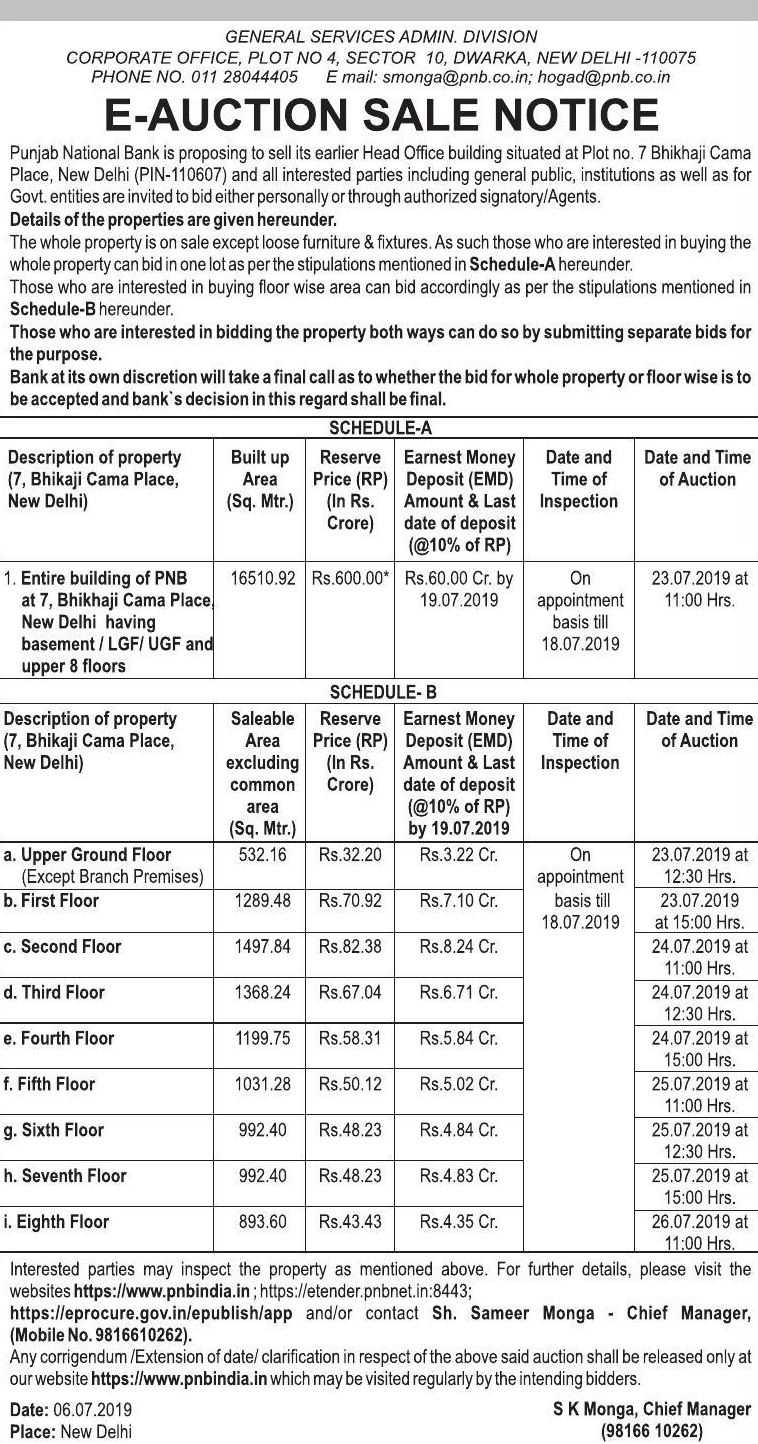 GENERAL SERVICES ADMIN. DIVISION
CORPORATE OFFICE, PLOT NO 4, SECTOR 10, DWARKA, NEW DELHI -110075
PHONE NO. 011 28044405 E mail: smonga@pnb.co.in; hogad@pnb.co.in
E-AUCTION SALE NOTICE
Punjab National Bank is proposing to sell its earlier Head Office building situated at Plot no. 7 Bhikhaji Cama
Place, New Delhi (PIN-110607) and all interested parties including general public, institutions as well as for
Govt. entities are invited to bid either personally or through authorized signatory/Agents.
Details of the properties are given hereunder.
The whole property is on sale except loose furniture & fixtures. As such those who are interested in buying the
whole property can bid in one lot as per the stipulations mentioned in Schedule-A hereunder.
Those who are interested in buying floor wise area can bid accordingly as per the stipulations mentioned in
Schedule-B hereunder.
Those who are interested in bidding the property both ways can do so by submitting separate bids for
the purpose.
Bank at its own discretion will take a final call as to whether the bid for whole property or floor wise is to
be accepted and bank`s decision in this regard shall be final.
SCHEDULE-A
Description of property Built up Reserve Earnest Money Date and Date and Time
(7, Bhikaji Cama Place, Area Price (RP) Deposit (EMD) Time of of Auction
New Delhi) (Sq. Mtr.) (In Rs. Amount & Last Inspection
Crore) date of deposit
(@10% of RP)
1. Entire building of PNB 16510.92 Rs.600.00* Rs.60.00 Cr. by On 23.07.2019 at
at 7, Bhikhaji Cama Place, 19.07.2019 appointment 11:00 Hrs.
New Delhi having basis till
basement / LGF/ UGF and 18.07.2019
upper 8 floors
SCHEDULE- B
Description of property Saleable Reserve Earnest Money Date and Date and Time
(7, Bhikaji Cama Place, Area Price (RP) Deposit (EMD) Time of of Auction
New Delhi) excluding (In Rs. Amount & Last Inspection
common Crore) date of deposit
area (@10% of RP)
(Sq. Mtr.) by 19.07.2019
a. Upper Ground Floor 532.16 Rs.32.20 Rs.3.22 Cr. On 23.07.2019 at
(Except Branch Premises) appointment 12:30 Hrs.
b. First Floor 1289.48 Rs.70.92 Rs.7.10 Cr. basis till 23.07.2019
18.07.2019 at 15:00 Hrs.
c. Second Floor 1497.84 Rs.82.38 Rs.8.24 Cr. 24.07.2019 at
11:00 Hrs.
d. Third Floor 1368.24 Rs.67.04 Rs.6.71 Cr. 24.07.2019 at
12:30 Hrs.
e. Fourth Floor 1199.75 Rs.58.31 Rs.5.84 Cr. 24.07.2019 at
15:00 Hrs.
f. Fifth Floor 1031.28 Rs.50.12 Rs.5.02 Cr. 25.07.2019 at
11:00 Hrs.
g. Sixth Floor 992.40 Rs.48.23 Rs.4.84 Cr. 25.07.2019 at
12:30 Hrs.
h. Seventh Floor 992.40 Rs.48.23 Rs.4.83 Cr. 25.07.2019 at
15:00 Hrs.
i. Eighth Floor 893.60 Rs.43.43 Rs.4.35 Cr. 26.07.2019 at
11:00 Hrs.
Interested parties may inspect the property as mentioned above. For further details, please visit the
websites https://www.pnbindia.in ; https://etender.pnbnet.in:8443;
https://eprocure.gov.in/epublish/app and/or contact Sh. Sameer Monga - Chief Manager,
(Mobile No. 9816610262).
Any corrigendum /Extension of date/ clarification in respect of the above said auction shall be released only at
our website https://www.pnbindia.in which may be visited regularly by the intending bidders.
Date: 06.07.2019 S K Monga, Chief Manager
Place: New Delhi (98166 10262)